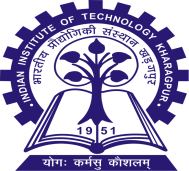 INDIAN INSTITUTE OF TECHNOLOGY KHARAGPUR
भारतीय प्रौद्योगिकी संस्थान खड़गपुर
1951
योगः कर्मसु कौशलम्